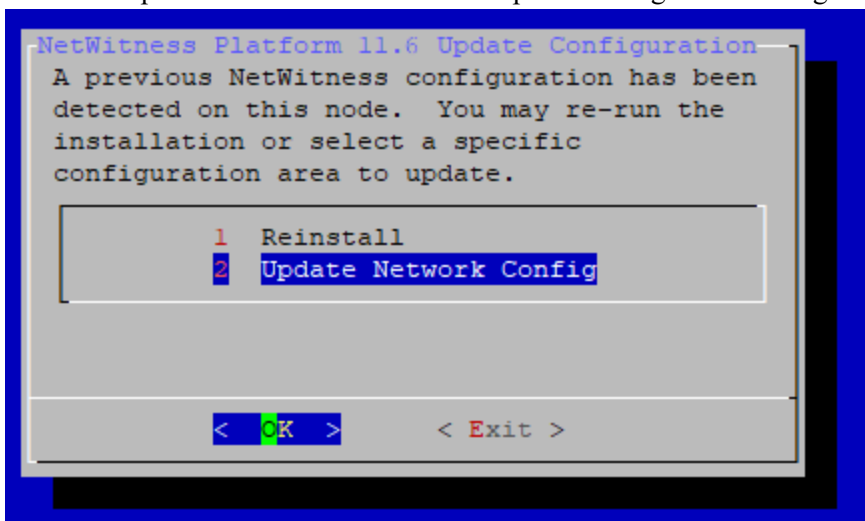 NetWitness Platform 11.6 Update Configuration
A previous NetWitness configuration has been
detected on this node.  You may re-run the
installation or select a specific
configuration area to update.
1  Reinstall
2  Update Network Config
<  OK  >        < Exit >